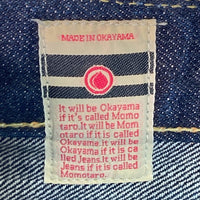 MADE IN OKAYAMA
It will be Okayama
if it's called Momo
taro.It will be Mom
otaro if it is called
Okayama.It will be
Okayama if it is ca
lled Jeans.It will be
Jeans if it is called
Momotaro.